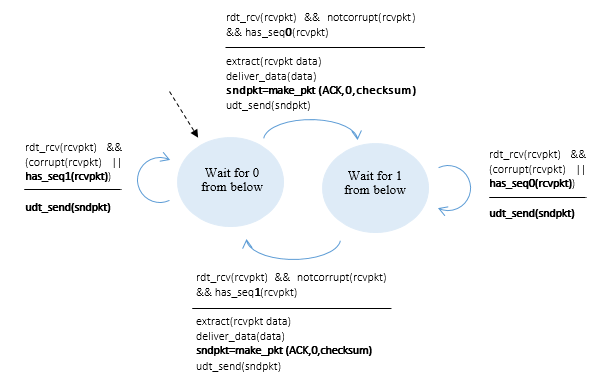 rdt_rcv(rcvpkt) && notcorrupt(rcvpkt)
&& has_seq0(rcvpkt)
extract(rcvpkt data)
deliver_data(data)
sndpkt=make_pkt (ACK,0,checksum)
udt_send(sndpkt)
rdt_rcv(rcvpkt) &&
(corrupt(rcvpkt) ||
has_seq1(rcvpkt))
udt_send(sndpkt)
Wait for 0
from below
Wait for 1
from below
rdt_rcv(rcvpkt) &&
(corrupt(rcvpkt) ||
has_seq0(rcvpkt))
udt_send(sndpkt)
rdt_rcv(rcvpkt) && notcorrupt(rcvpkt)
&& has_seq1(rcvpkt)
extract(rcvpkt data)
deliver_data(data)
sndpkt=make_pkt (ACK,0,checksum)
udt_send(sndpkt)